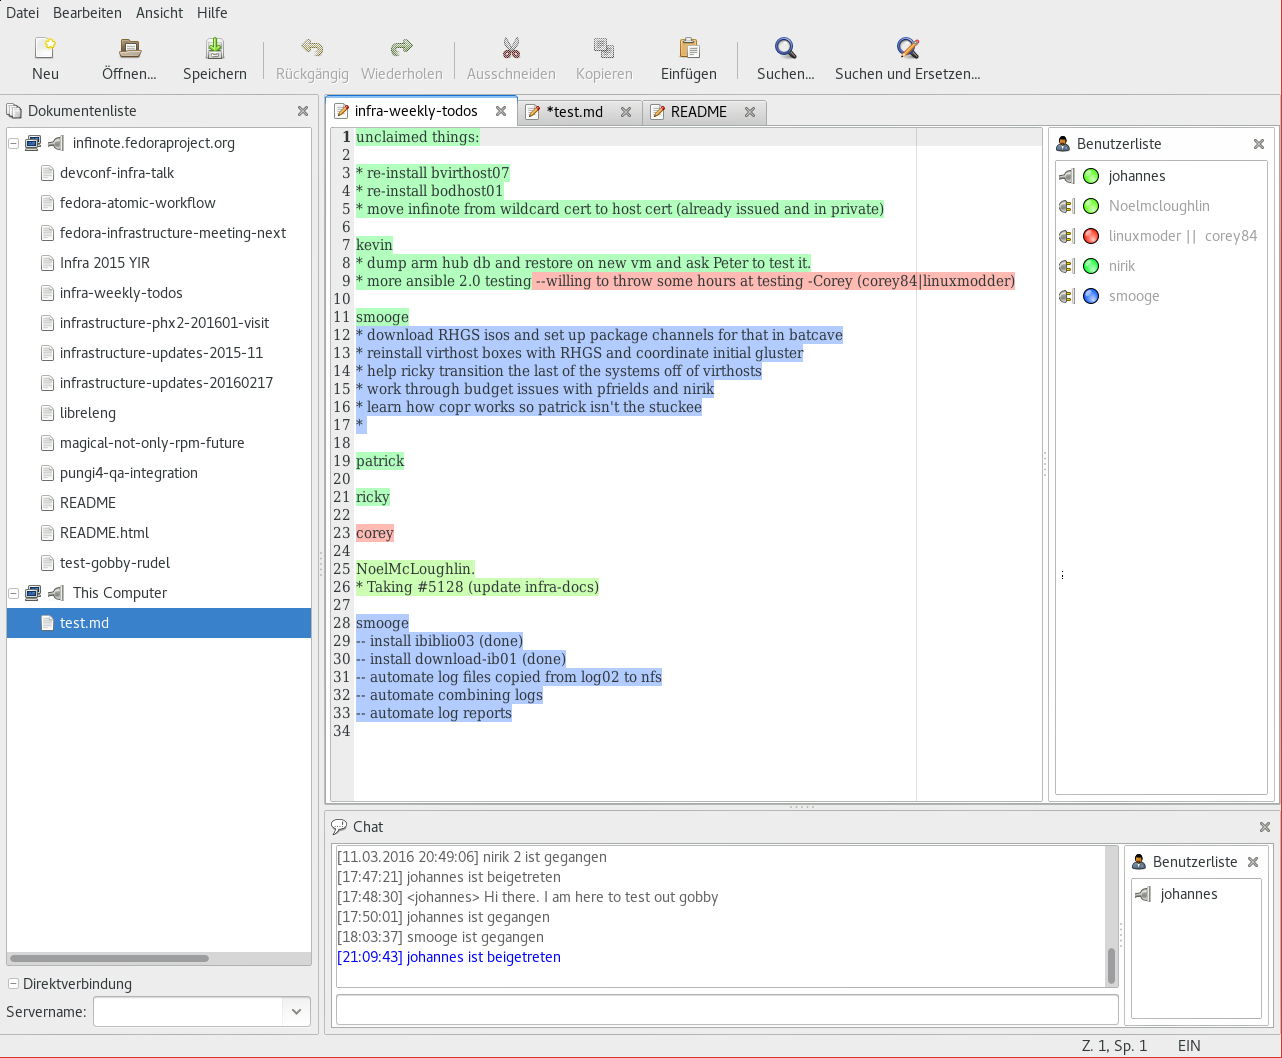 Datei Bearbeiten Ansicht Hilfe
Neu Öffnen... Speichern Rückgängig Wiederholen Ausschneiden Kopieren Einfügen Suchen... Suchen und Ersetzen...
Dokumentenliste
infinote.fedoraproject.org
devconf-infra-talk
fedora-atomic-workflow
fedora-infrastructure-meeting-next
Infra 2015 YIR
infra-weekly-todos
infrastructure-phx2-201601-visit
infrastructure-updates-2015-11
infrastructure-updates-20160217
libreleng
magical-not-only-rpm-future
pungi4-qa-integration
README
README.html
test-gobby-rudel
This Computer
test.md
Direktverbindung
Servername:
infra-weekly-todos *test.md README
1 unclaimed things:
2
3 * re-install bvirthost07
4 * re-install bodhost01
5 * move infinote from wildcard cert to host cert (already issued and in private)
6
7 kevin
8 * dump arm hub db and restore on new vm and ask Peter to test it.
9 * more ansible 2.0 testing --willing to throw some hours at testing -Corey (corey84|linuxmodder)
10
11 smooge
12 * download RHGS isos and set up package channels for that in batcave
13 * reinstall virthost boxes with RHGS and coordinate initial gluster
14 * help ricky transition the last of the systems off of virthosts
15 * work through budget issues with pfrields and nirik
16 * learn how copr works so patrick isn't the stuckee
17 *
18
19 patrick
20
21 ricky
22
23 corey
24
25 NoelMcLoughlin.
26 * Taking #5128 (update infra-docs)
27
28 smooge
29 -- install ibiblio03 (done)
30 -- install download-ib01 (done)
31 -- automate log files copied from log02 to nfs
32 -- automate combining logs
33 -- automate log reports
34
Benutzerliste
johannes
Noelmcloughlin
linuxmoder || corey84
nirik
smooge
Chat
[11.03.2016 20:49:06] nirik 2 ist gegangen
[17:47:21] johannes ist beigetreten
[17:48:30] <johannes> Hi there. I am here to test out gobby
[17:50:01] johannes ist gegangen
[18:03:37] smooge ist gegangen
[21:09:43] johannes ist beigetreten
Benutzerliste
johannes
Z. 1, Sp. 1 EIN